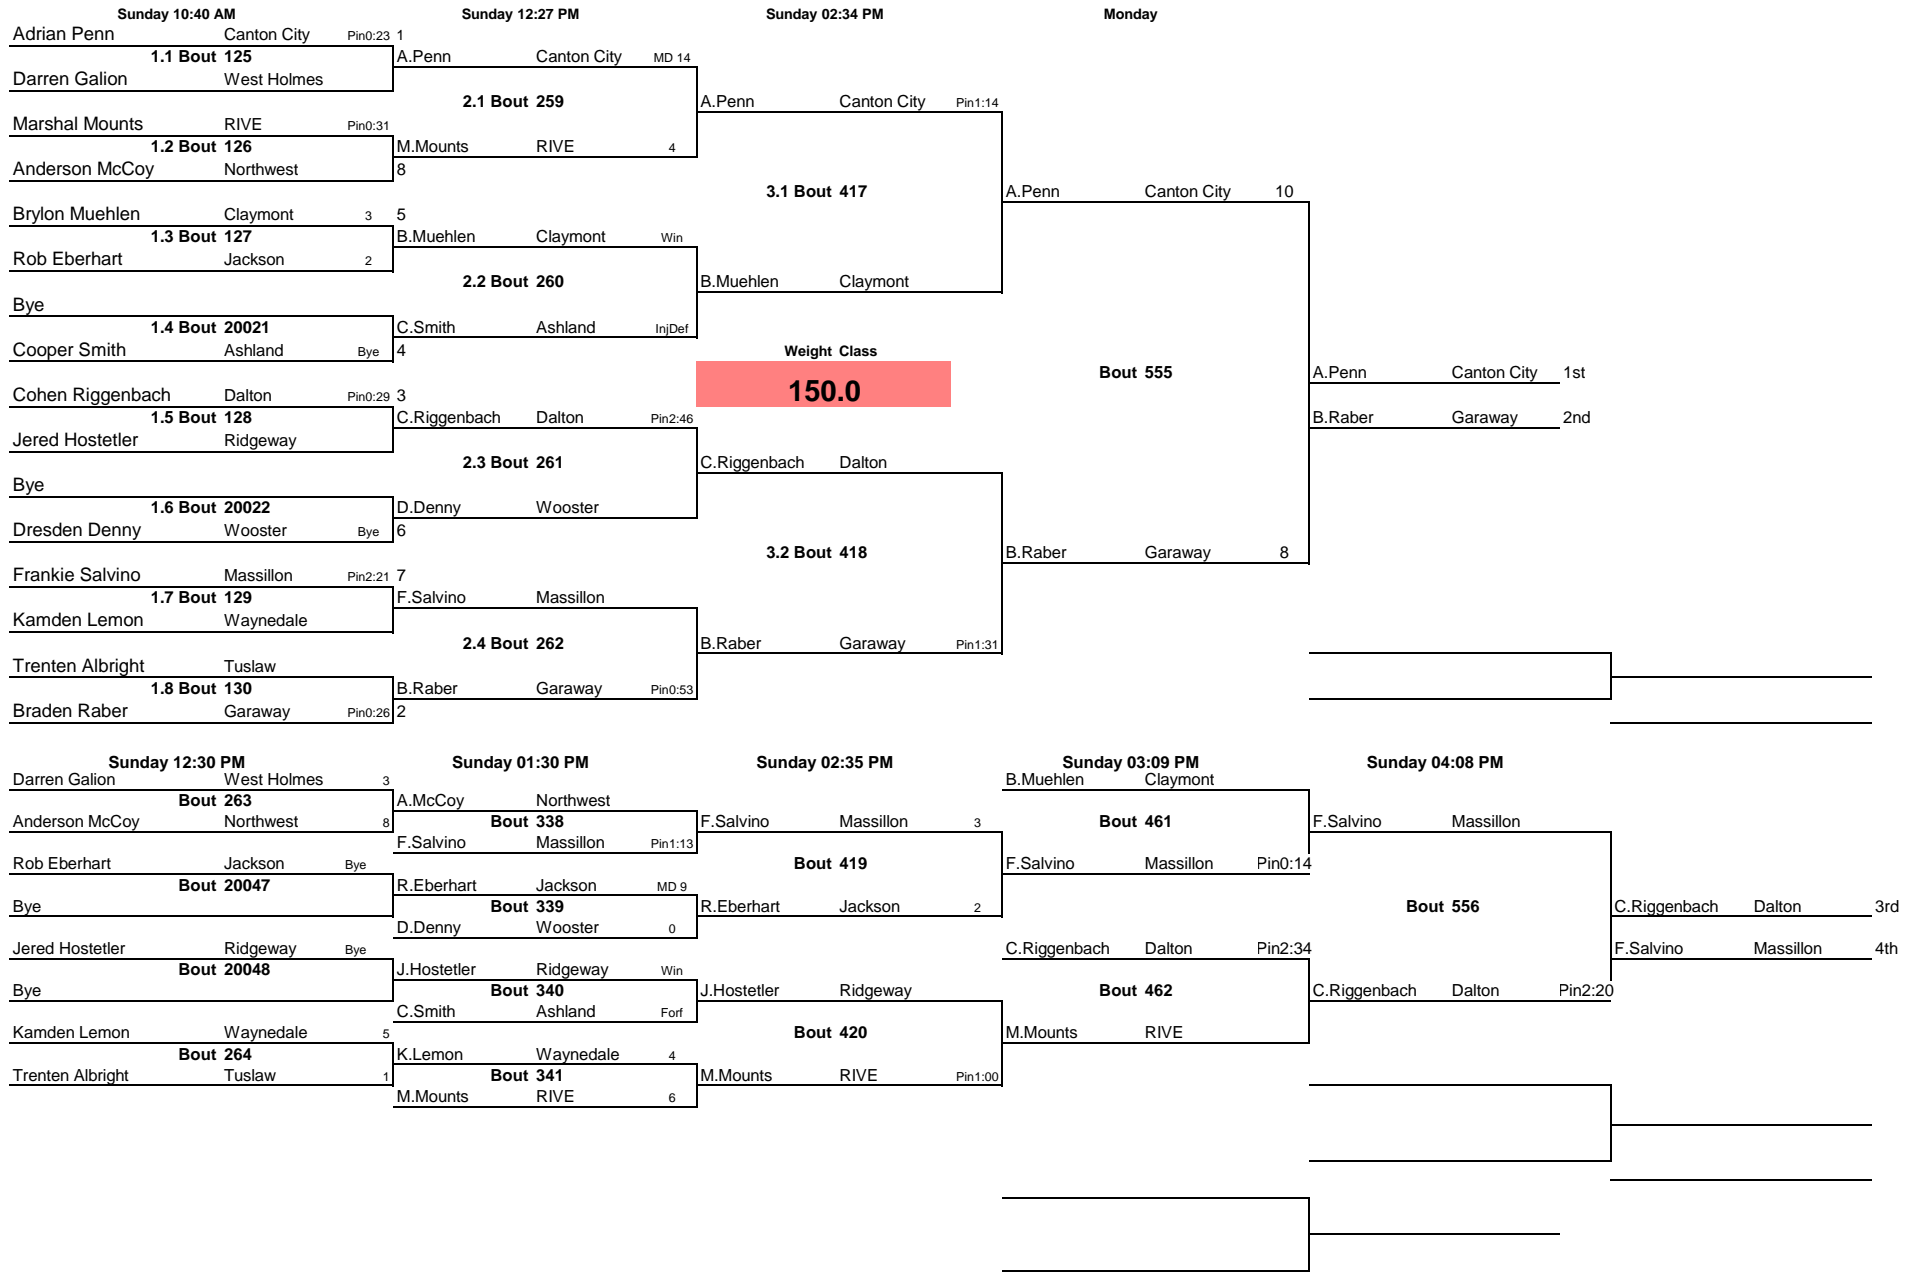 Sunday 10:40 AM Sunday 12:27 PM Sunday 02:34 PM Monday
Adrian Penn Canton City Pin0:23 1
1.1 Bout 125 A.Penn Canton City MD 14
Darren Galion West Holmes
2.1 Bout 259 A.Penn Canton City Pin1:14
Marshal Mounts RIVE Pin0:31
1.2 Bout 126 M.Mounts RIVE 4
Anderson McCoy Northwest 8
3.1 Bout 417 A.Penn Canton City 10
Brylon Muehlen Claymont 3 5
1.3 Bout 127 B.Muehlen Claymont Win
Rob Eberhart Jackson 2
2.2 Bout 260 B.Muehlen Claymont
Bye
1.4 Bout 20021 C.Smith Ashland InjDef
Cooper Smith Ashland Bye 4 Weight Class
Bout 555 A.Penn Canton City 1st
Cohen Riggenbach Dalton Pin0:29 3 150.0
1.5 Bout 128 C.Riggenbach Dalton Pin2:46 B.Raber Garaway 2nd
Jered Hostetler Ridgeway
2.3 Bout 261 C.Riggenbach Dalton
Bye
1.6 Bout 20022 D.Denny Wooster
Dresden Denny Wooster Bye 6
3.2 Bout 418 B.Raber Garaway 8
Frankie Salvino Massillon Pin2:21 7
1.7 Bout 129 F.Salvino Massillon
Kamden Lemon Waynedale
2.4 Bout 262 B.Raber Garaway Pin1:31
Trenten Albright Tuslaw
1.8 Bout 130 B.Raber Garaway Pin0:53
Braden Raber Garaway Pin0:26 2
Sunday 12:30 PM Sunday 01:30 PM Sunday 02:35 PM Sunday 03:09 PM Sunday 04:08 PM
Darren Galion West Holmes 3 B.Muehlen Claymont
Bout 263 A.McCoy Northwest
Anderson McCoy Northwest 8 Bout 338 F.Salvino Massillon 3 Bout 461 F.Salvino Massillon
F.Salvino Massillon Pin1:13
Rob Eberhart Jackson Bye Bout 419 F.Salvino Massillon Pin0:14
Bout 20047 R.Eberhart Jackson MD 9
Bye Bout 339 R.Eberhart Jackson 2 Bout 556 C.Riggenbach Dalton 3rd
D.Denny Wooster 0
Jered Hostetler Ridgeway Bye C.Riggenbach Dalton Pin2:34 F.Salvino Massillon 4th
Bout 20048 J.Hostetler Ridgeway Win
Bye Bout 340 J.Hostetler Ridgeway Bout 462 C.Riggenbach Dalton Pin2:20
C.Smith Ashland Forf
Kamden Lemon Waynedale 5 Bout 420 M.Mounts RIVE
Bout 264 K.Lemon Waynedale 4
Trenten Albright Tuslaw 1 Bout 341 M.Mounts RIVE Pin1:00
M.Mounts RIVE 6